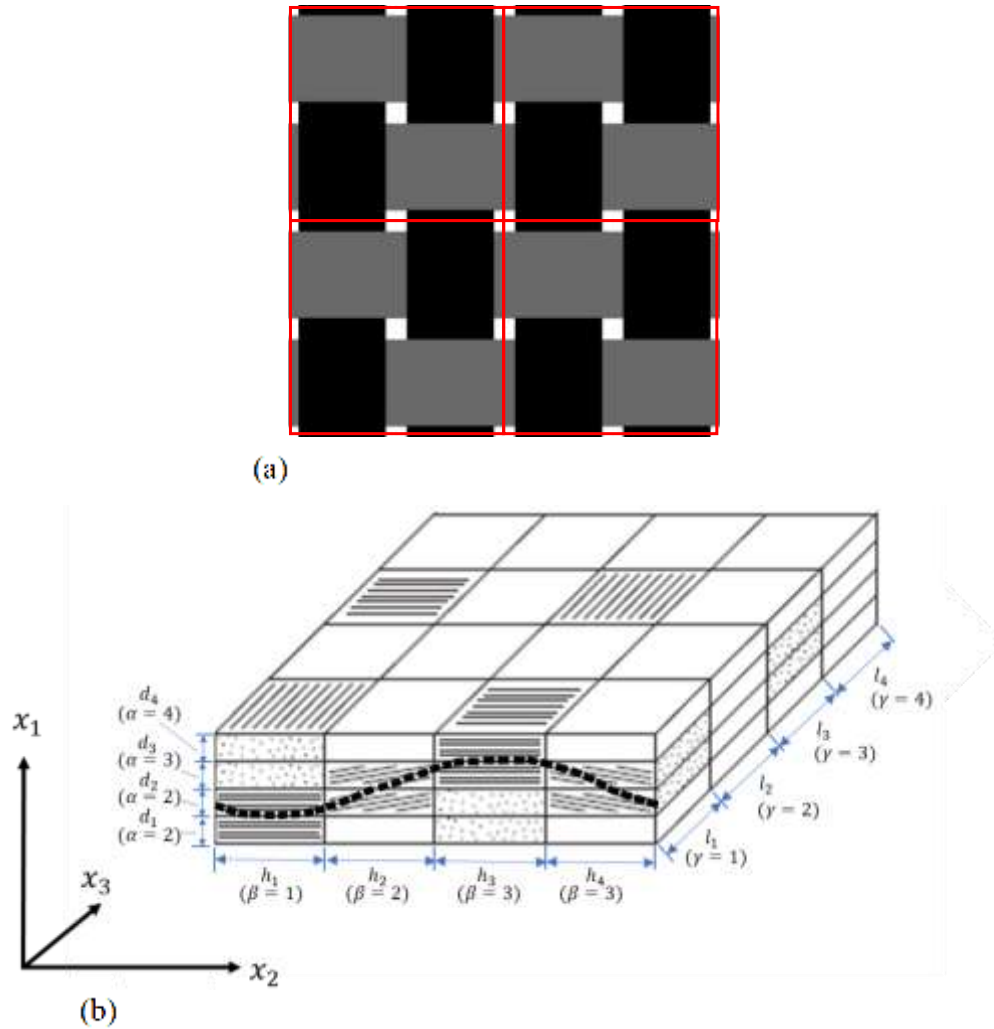 (a)
x₁
d₄
(α = 4)
d₃
(α = 3)
d₂
(α = 2)
d₁
(α = 2)
h₁
(β = 1)
h₂
(β = 2)
h₃
(β = 3)
h₄
(β = 3)
l₁
(γ = 1)
l₂
(γ = 2)
l₃
(γ = 3)
l₄
(γ = 4)
x₃
x₂
(b)